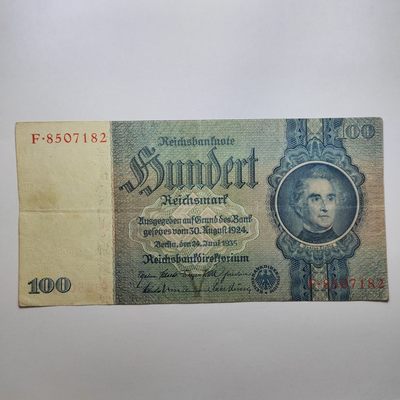 F·8507182
Reichsbanknote
100
Hundert
Reichsmark
Ausgegeben auf Grund des Bank
gesetzes vom 30. August 1924
Berlin, den 24. Juni 1935
Reichsbankdirektorium
100
F·8507182